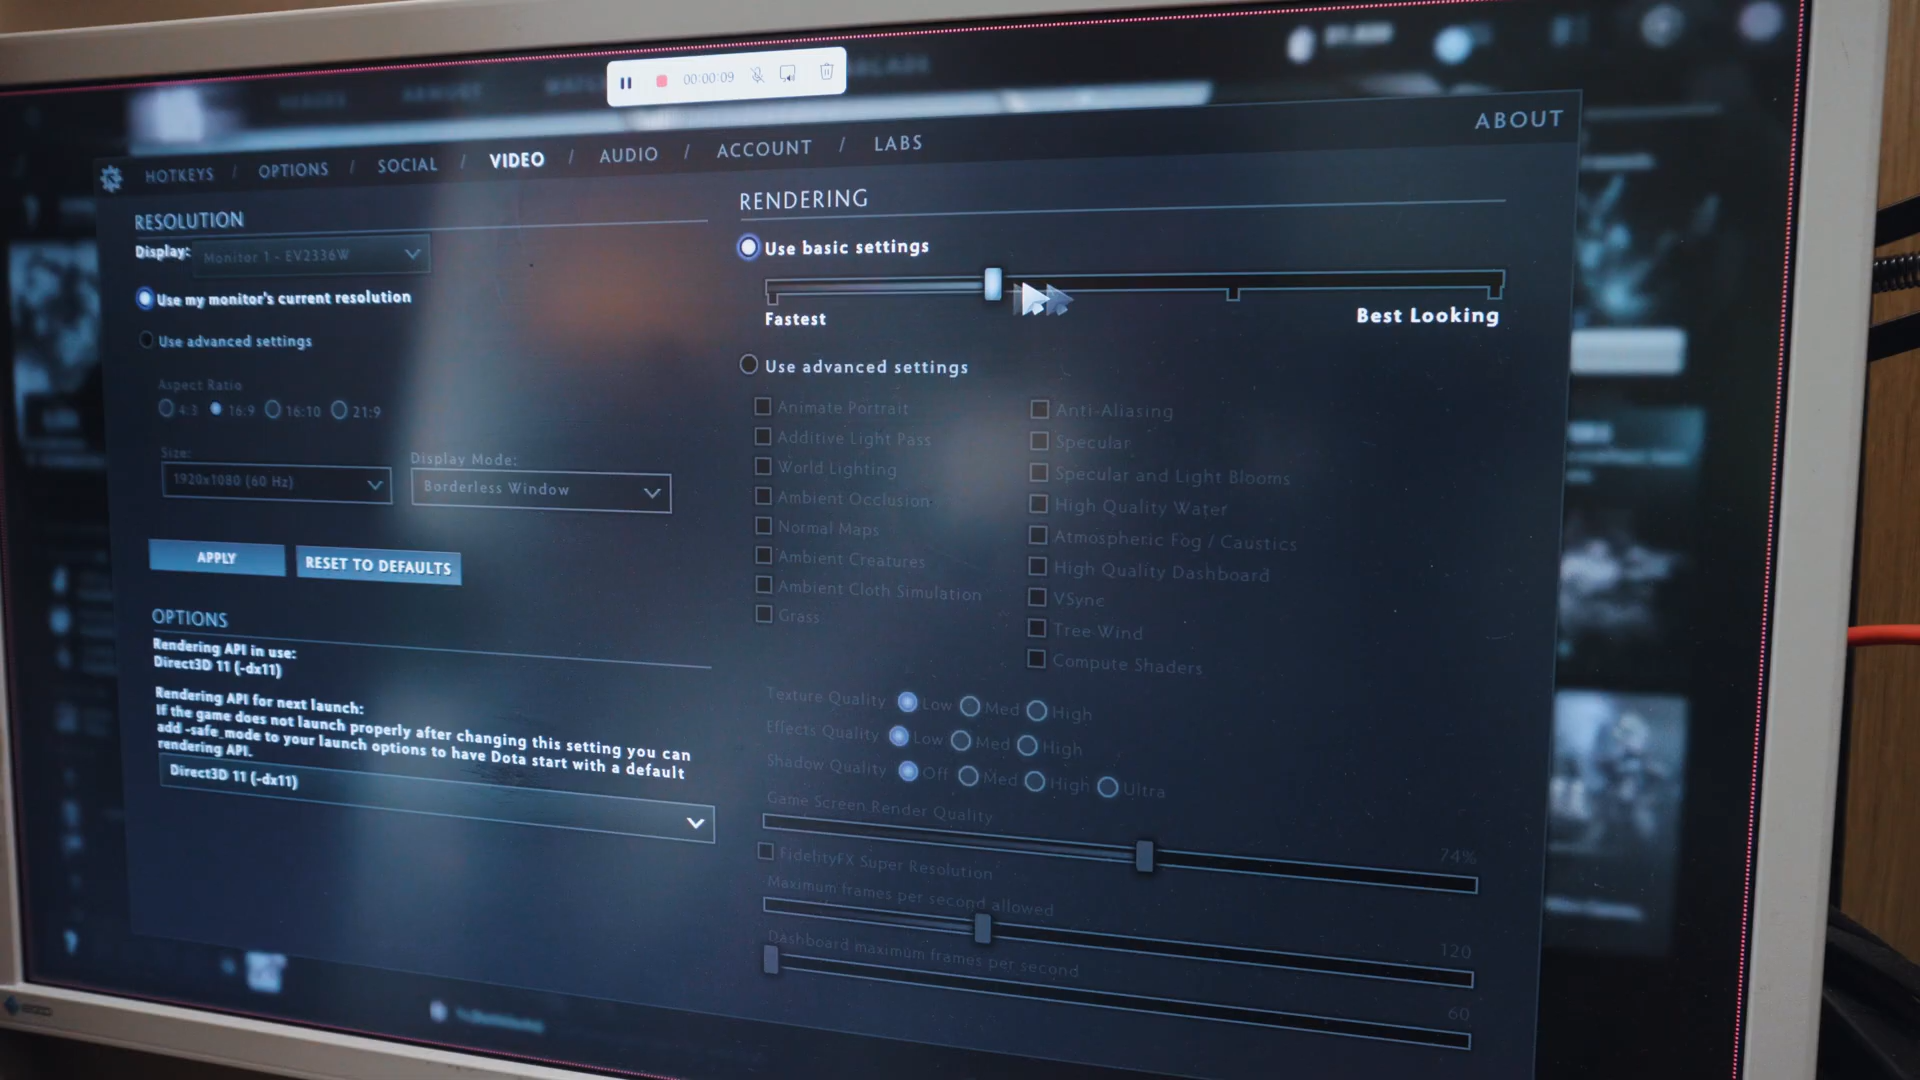 00:00:09
HEROES ARMORY WATCH ARCADE
ABOUT
HOTKEYS / OPTIONS / SOCIAL / VIDEO / AUDIO / ACCOUNT / LABS
RESOLUTION
Display: Monitor 1 - EV2336W
Use my monitor's current resolution
Use advanced settings
Aspect Ratio
4:3 16:9 16:10 21:9
Size:
1920x1080 (60 Hz)
Display Mode:
Borderless Window
APPLY
RESET TO DEFAULTS
OPTIONS
Rendering API in use:
Direct3D 11 (-dx11)
Rendering API for next launch:
If the game does not launch properly after changing this setting you can
add -safe_mode to your launch options to have Dota start with a default
rendering API.
Direct3D 11 (-dx11)
RENDERING
Use basic settings
Fastest
Best Looking
Use advanced settings
Animate Portrait
Additive Light Pass
World Lighting
Ambient Occlusion
Normal Maps
Ambient Creatures
Ambient Cloth Simulation
Grass
Anti-Aliasing
Specular
Specular and Light Blooms
High Quality Water
Atmospheric Fog / Caustics
High Quality Dashboard
VSync
Tree Wind
Compute Shaders
Texture Quality Low Med High
Effects Quality Low Med High
Shadow Quality Off Med High Ultra
Game Screen Render Quality
74%
FidelityFX Super Resolution
Maximum frames per second allowed
120
Dashboard maximum frames per second
60